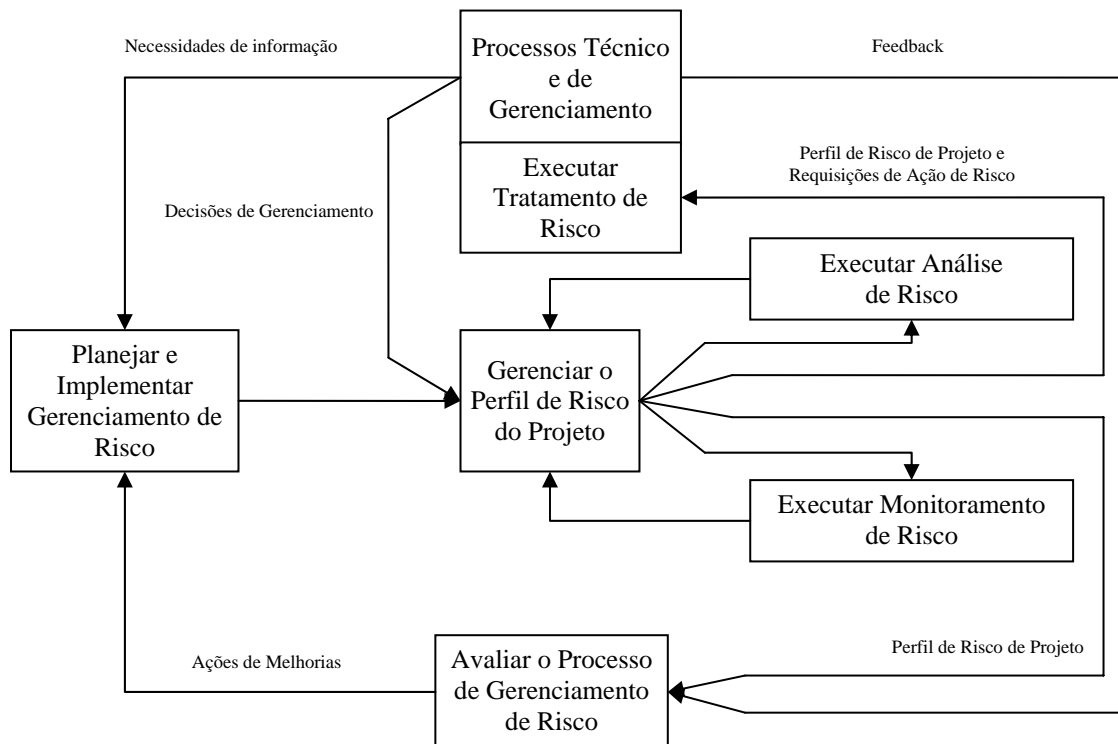 Necessidades de informação
Processos Técnico
e de
Gerenciamento
Feedback
Executar
Tratamento de
Risco
Perfil de Risco de Projeto e
Requisições de Ação de Risco
Decisões de Gerenciamento
Executar Análise
de Risco
Planejar e
Implementar
Gerenciamento de
Risco
Gerenciar o
Perfil de Risco
do Projeto
Executar Monitoramento
de Risco
Ações de Melhorias
Avaliar o Processo
de Gerenciamento
de Risco
Perfil de Risco de Projeto